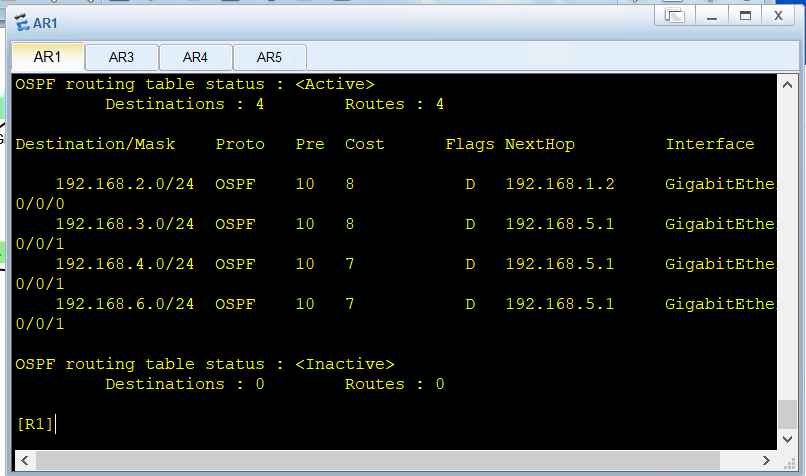 AR1
AR1 AR3 AR4 AR5
OSPF routing table status : <Active>
Destinations : 4 Routes : 4
Destination/Mask Proto Pre Cost Flags NextHop Interface
192.168.2.0/24 OSPF 10 8 D 192.168.1.2 GigabitEthe
0/0/0
192.168.3.0/24 OSPF 10 8 D 192.168.5.1 GigabitEthe
0/0/1
192.168.4.0/24 OSPF 10 7 D 192.168.5.1 GigabitEthe
0/0/1
192.168.6.0/24 OSPF 10 7 D 192.168.5.1 GigabitEthe
0/0/1
OSPF routing table status : <Inactive>
Destinations : 0 Routes : 0
[R1]